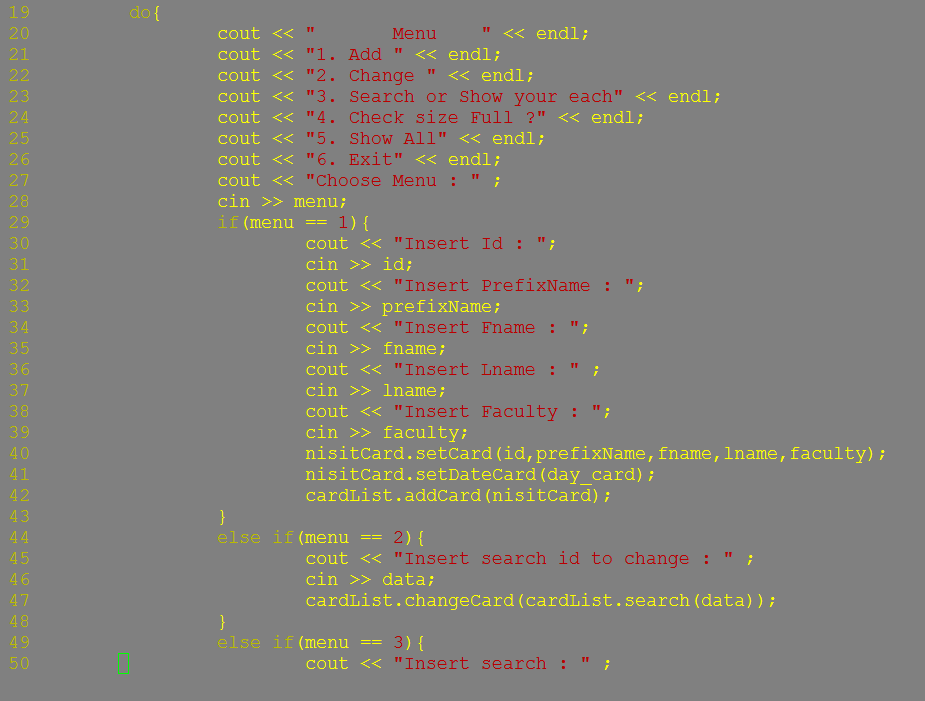 19         do{
20                 cout << "       Menu    " << endl;
21                 cout << "1. Add " << endl;
22                 cout << "2. Change " << endl;
23                 cout << "3. Search or Show your each" << endl;
24                 cout << "4. Check size Full ?" << endl;
25                 cout << "5. Show All" << endl;
26                 cout << "6. Exit" << endl;
27                 cout << "Choose Menu : " ;
28                 cin >> menu;
29                 if(menu == 1){
30                         cout << "Insert Id : ";
31                         cin >> id;
32                         cout << "Insert PrefixName : ";
33                         cin >> prefixName;
34                         cout << "Insert Fname : ";
35                         cin >> fname;
36                         cout << "Insert Lname : " ;
37                         cin >> lname;
38                         cout << "Insert Faculty : ";
39                         cin >> faculty;
40                         nisitCard.setCard(id,prefixName,fname,lname,faculty);
41                         nisitCard.setDateCard(day_card);
42                         cardList.addCard(nisitCard);
43                 }
44                 else if(menu == 2){
45                         cout << "Insert search id to change : " ;
46                         cin >> data;
47                         cardList.changeCard(cardList.search(data));
48                 }
49                 else if(menu == 3){
50                         cout << "Insert search : " ;